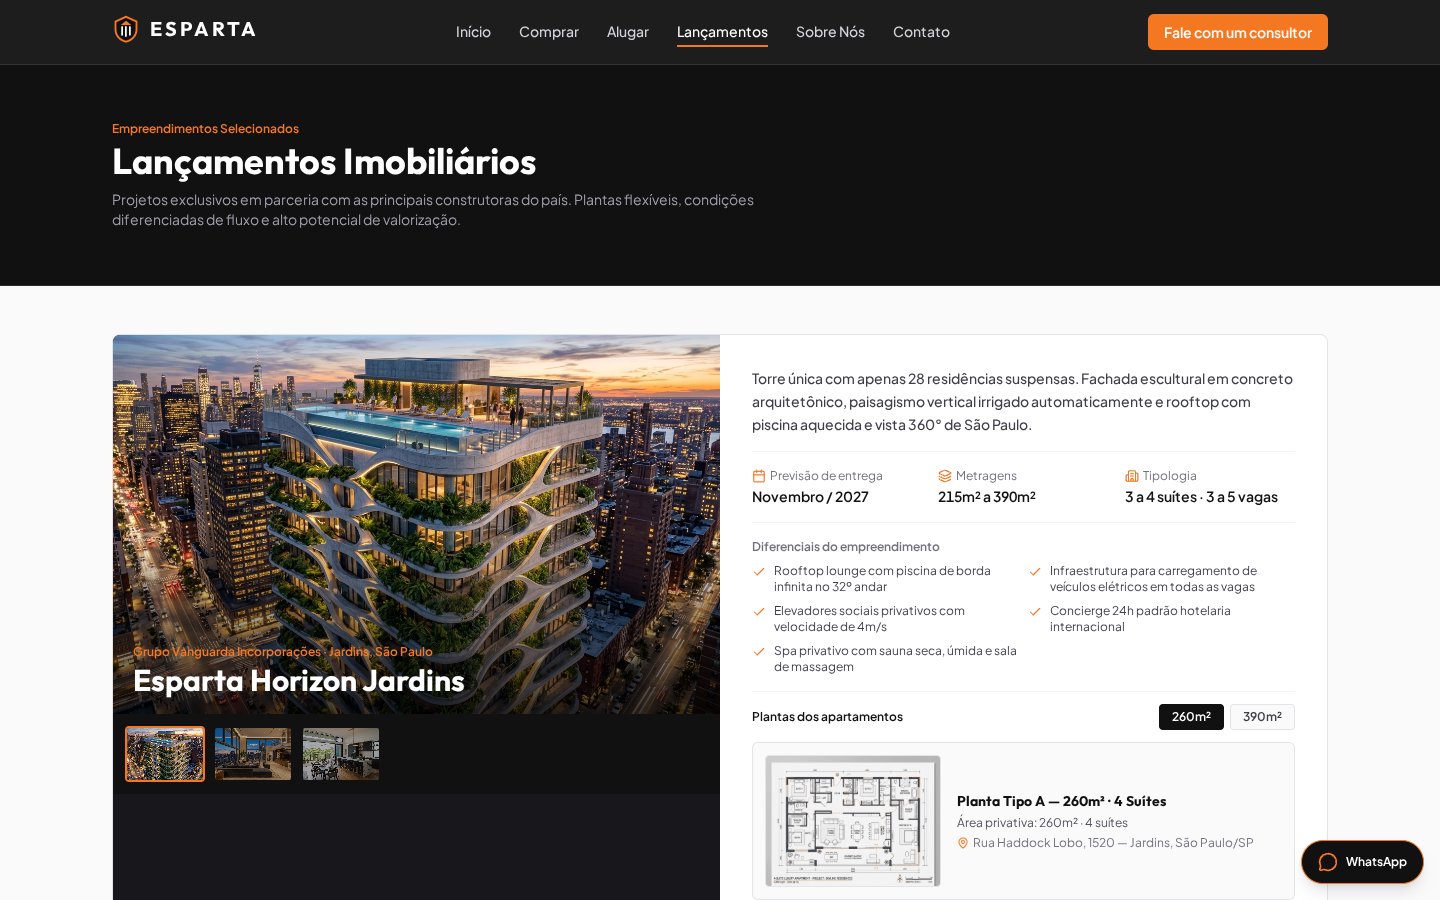 ESPARTA
Início
Comprar
Alugar
Lançamentos
Sobre Nós
Contato
Fale com um consultor
Empreendimentos Selecionados
Lançamentos Imobiliários
Projetos exclusivos em parceria com as principais construtoras do país. Plantas flexíveis, condições
diferenciadas de fluxo e alto potencial de valorização.
Grupo Vanguarda Incorporações · Jardins, São Paulo
Esparta Horizon Jardins
Torre única com apenas 28 residências suspensas. Fachada escultural em concreto
arquitetônico, paisagismo vertical irrigado automaticamente e rooftop com
piscina aquecida e vista 360° de São Paulo.
Previsão de entrega
Novembro / 2027
Metragens
215m² a 390m²
Tipologia
3 a 4 suítes · 3 a 5 vagas
Diferenciais do empreendimento
Rooftop lounge com piscina de borda
infinita no 32º andar
Infraestrutura para carregamento de
veículos elétricos em todas as vagas
Elevadores sociais privativos com
velocidade de 4m/s
Concierge 24h padrão hotelaria
internacional
Spa privativo com sauna seca, úmida e sala
de massagem
Plantas dos apartamentos
260m²
390m²
Planta Tipo A — 260m² · 4 Suítes
Área privativa: 260m² · 4 suítes
Rua Haddock Lobo, 1520 — Jardins, São Paulo/SP
WhatsApp